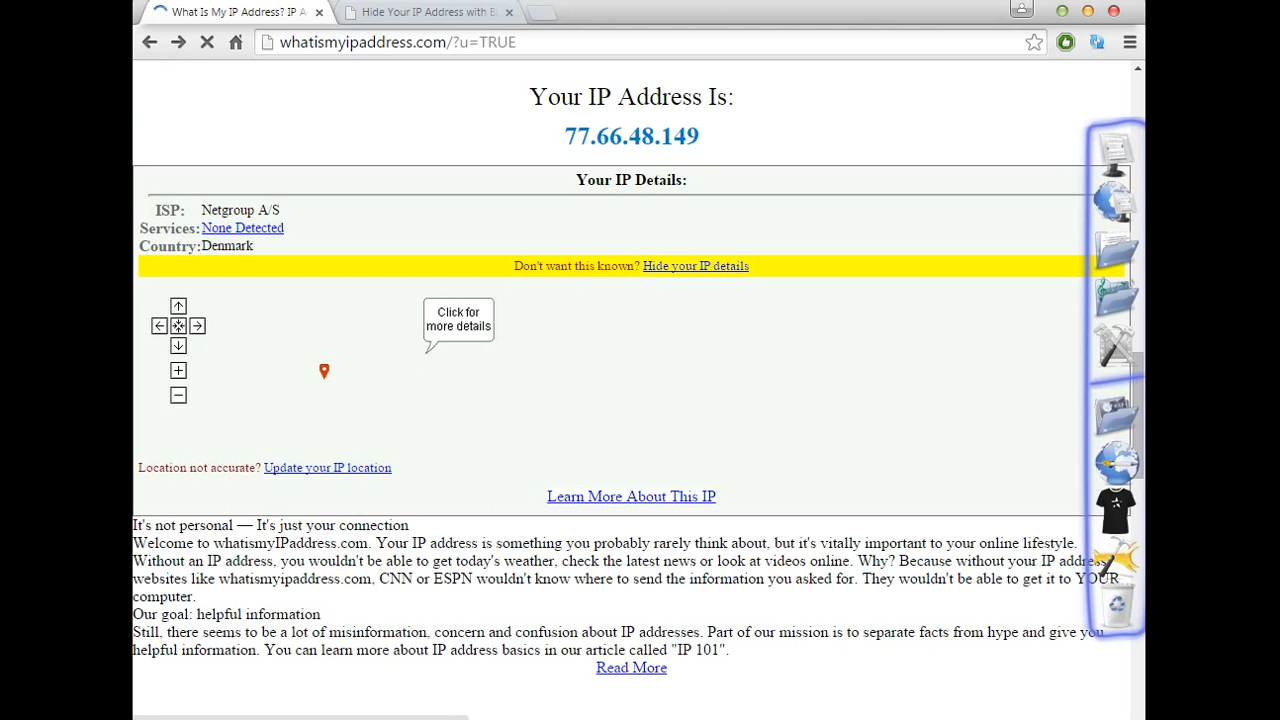 What Is My IP Address? IP A
Hide Your IP Address with E
whatismyipaddress.com/?u=TRUE
Your IP Address Is:
77.66.48.149
Your IP Details:
ISP: Netgroup A/S
Services: None Detected
Country: Denmark
Don't want this known? Hide your IP details
Click for
more details
Location not accurate? Update your IP location
Learn More About This IP
It's not personal — It's just your connection
Welcome to whatismyIPaddress.com. Your IP address is something you probably rarely think about, but it's vitally important to your online lifestyle.
Without an IP address, you wouldn't be able to get today's weather, check the latest news or look at videos online. Why? Because without your IP address
websites like whatismyipaddress.com, CNN or ESPN wouldn't know where to send the information you asked for. They wouldn't be able to get it to YOUR
computer.
Our goal: helpful information
Still, there seems to be a lot of misinformation, concern and confusion about IP addresses. Part of our mission is to separate facts from hype and give you
helpful information. You can learn more about IP address basics in our article called "IP 101".
Read More